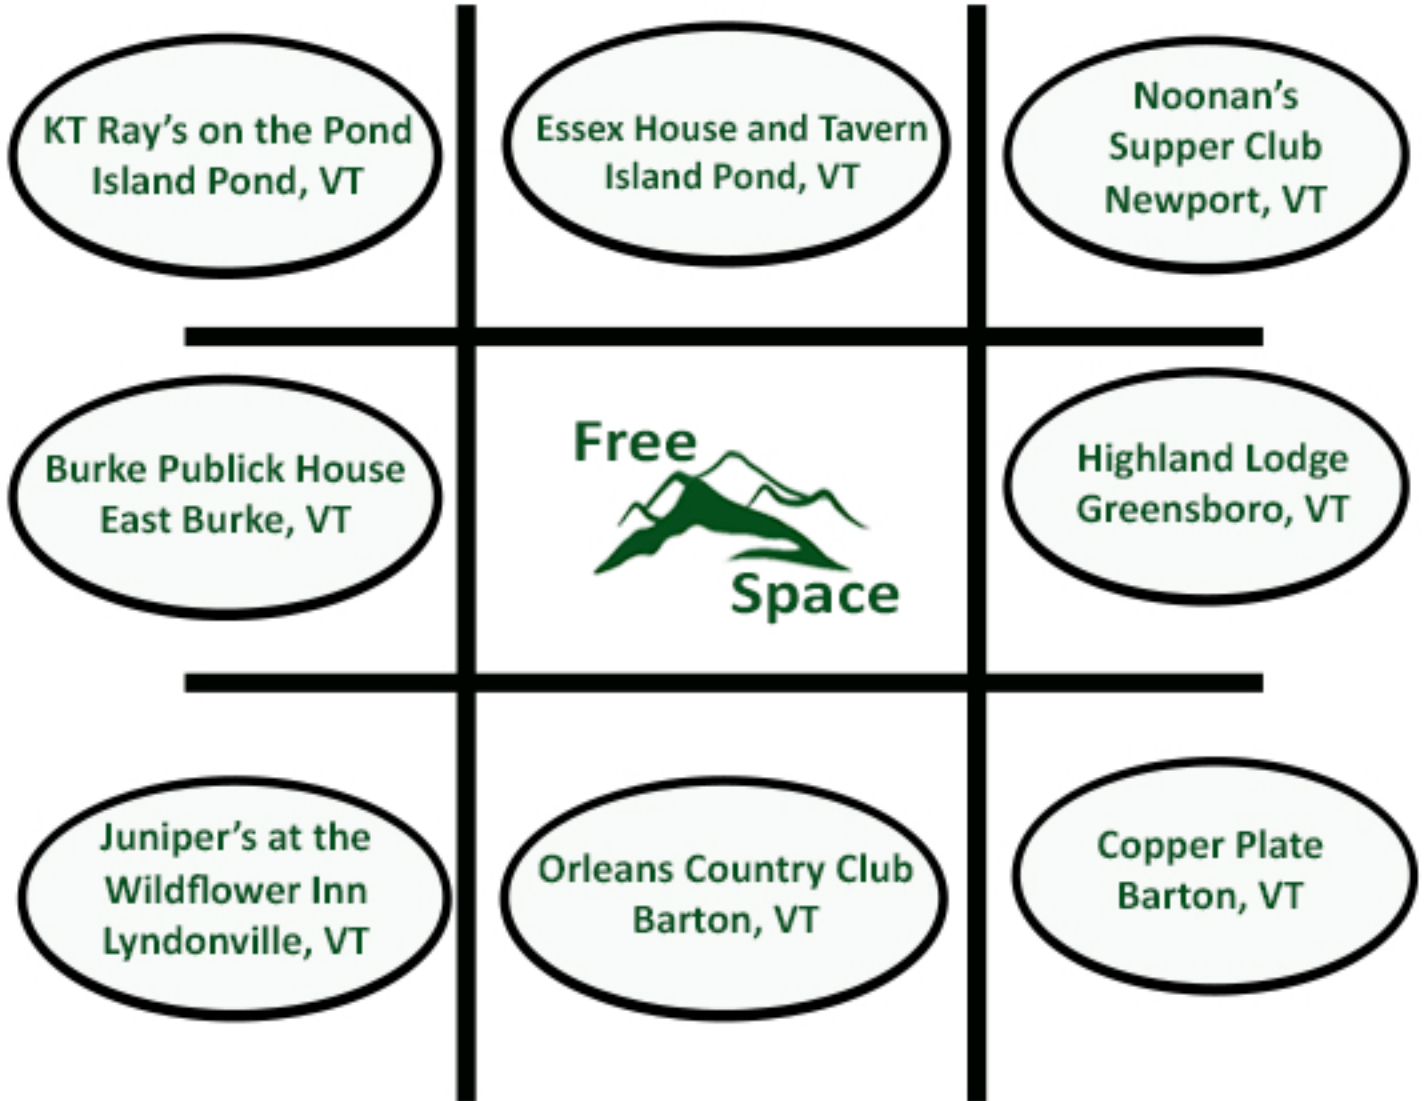 KT Ray's on the Pond
Island Pond, VT
Essex House and Tavern
Island Pond, VT
Noonan's
Supper Club
Newport, VT
Burke Publick House
East Burke, VT
Free
Space
Highland Lodge
Greensboro, VT
Juniper's at the
Wildflower Inn
Lyndonville, VT
Orleans Country Club
Barton, VT
Copper Plate
Barton, VT